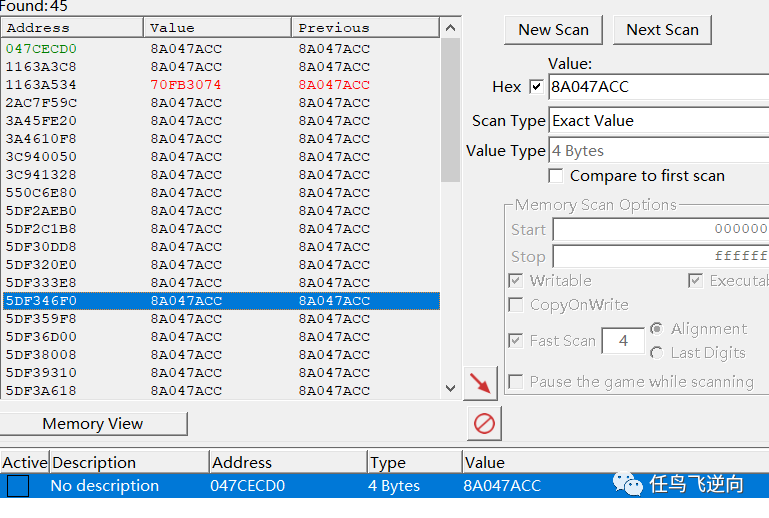 Found:45
Address Value Previous
047CECD0 8A047ACC 8A047ACC
1163A3C8 8A047ACC 8A047ACC
1163A534 70FB3074 8A047ACC
2AC7F59C 8A047ACC 8A047ACC
3A45FE20 8A047ACC 8A047ACC
3A4610F8 8A047ACC 8A047ACC
3C940050 8A047ACC 8A047ACC
3C941328 8A047ACC 8A047ACC
550C6E80 8A047ACC 8A047ACC
5DF2AEB0 8A047ACC 8A047ACC
5DF2C1B8 8A047ACC 8A047ACC
5DF30DD8 8A047ACC 8A047ACC
5DF320E0 8A047ACC 8A047ACC
5DF333E8 8A047ACC 8A047ACC
5DF346F0 8A047ACC 8A047ACC
5DF359F8 8A047ACC 8A047ACC
5DF36D00 8A047ACC 8A047ACC
5DF38008 8A047ACC 8A047ACC
5DF39310 8A047ACC 8A047ACC
5DF3A618 8A047ACC 8A047ACC
New Scan Next Scan
Value:
Hex 8A047ACC
Scan Type Exact Value
Value Type 4 Bytes
Compare to first scan
Memory Scan Options
Start 000000
Stop ffffff
Writable Executab
CopyOnWrite
Fast Scan 4 Alignment
Last Digits
Pause the game while scanning
Memory View
Active Description Address Type Value
No description 047CECD0 4 Bytes 8A047ACC
任鸟飞逆向